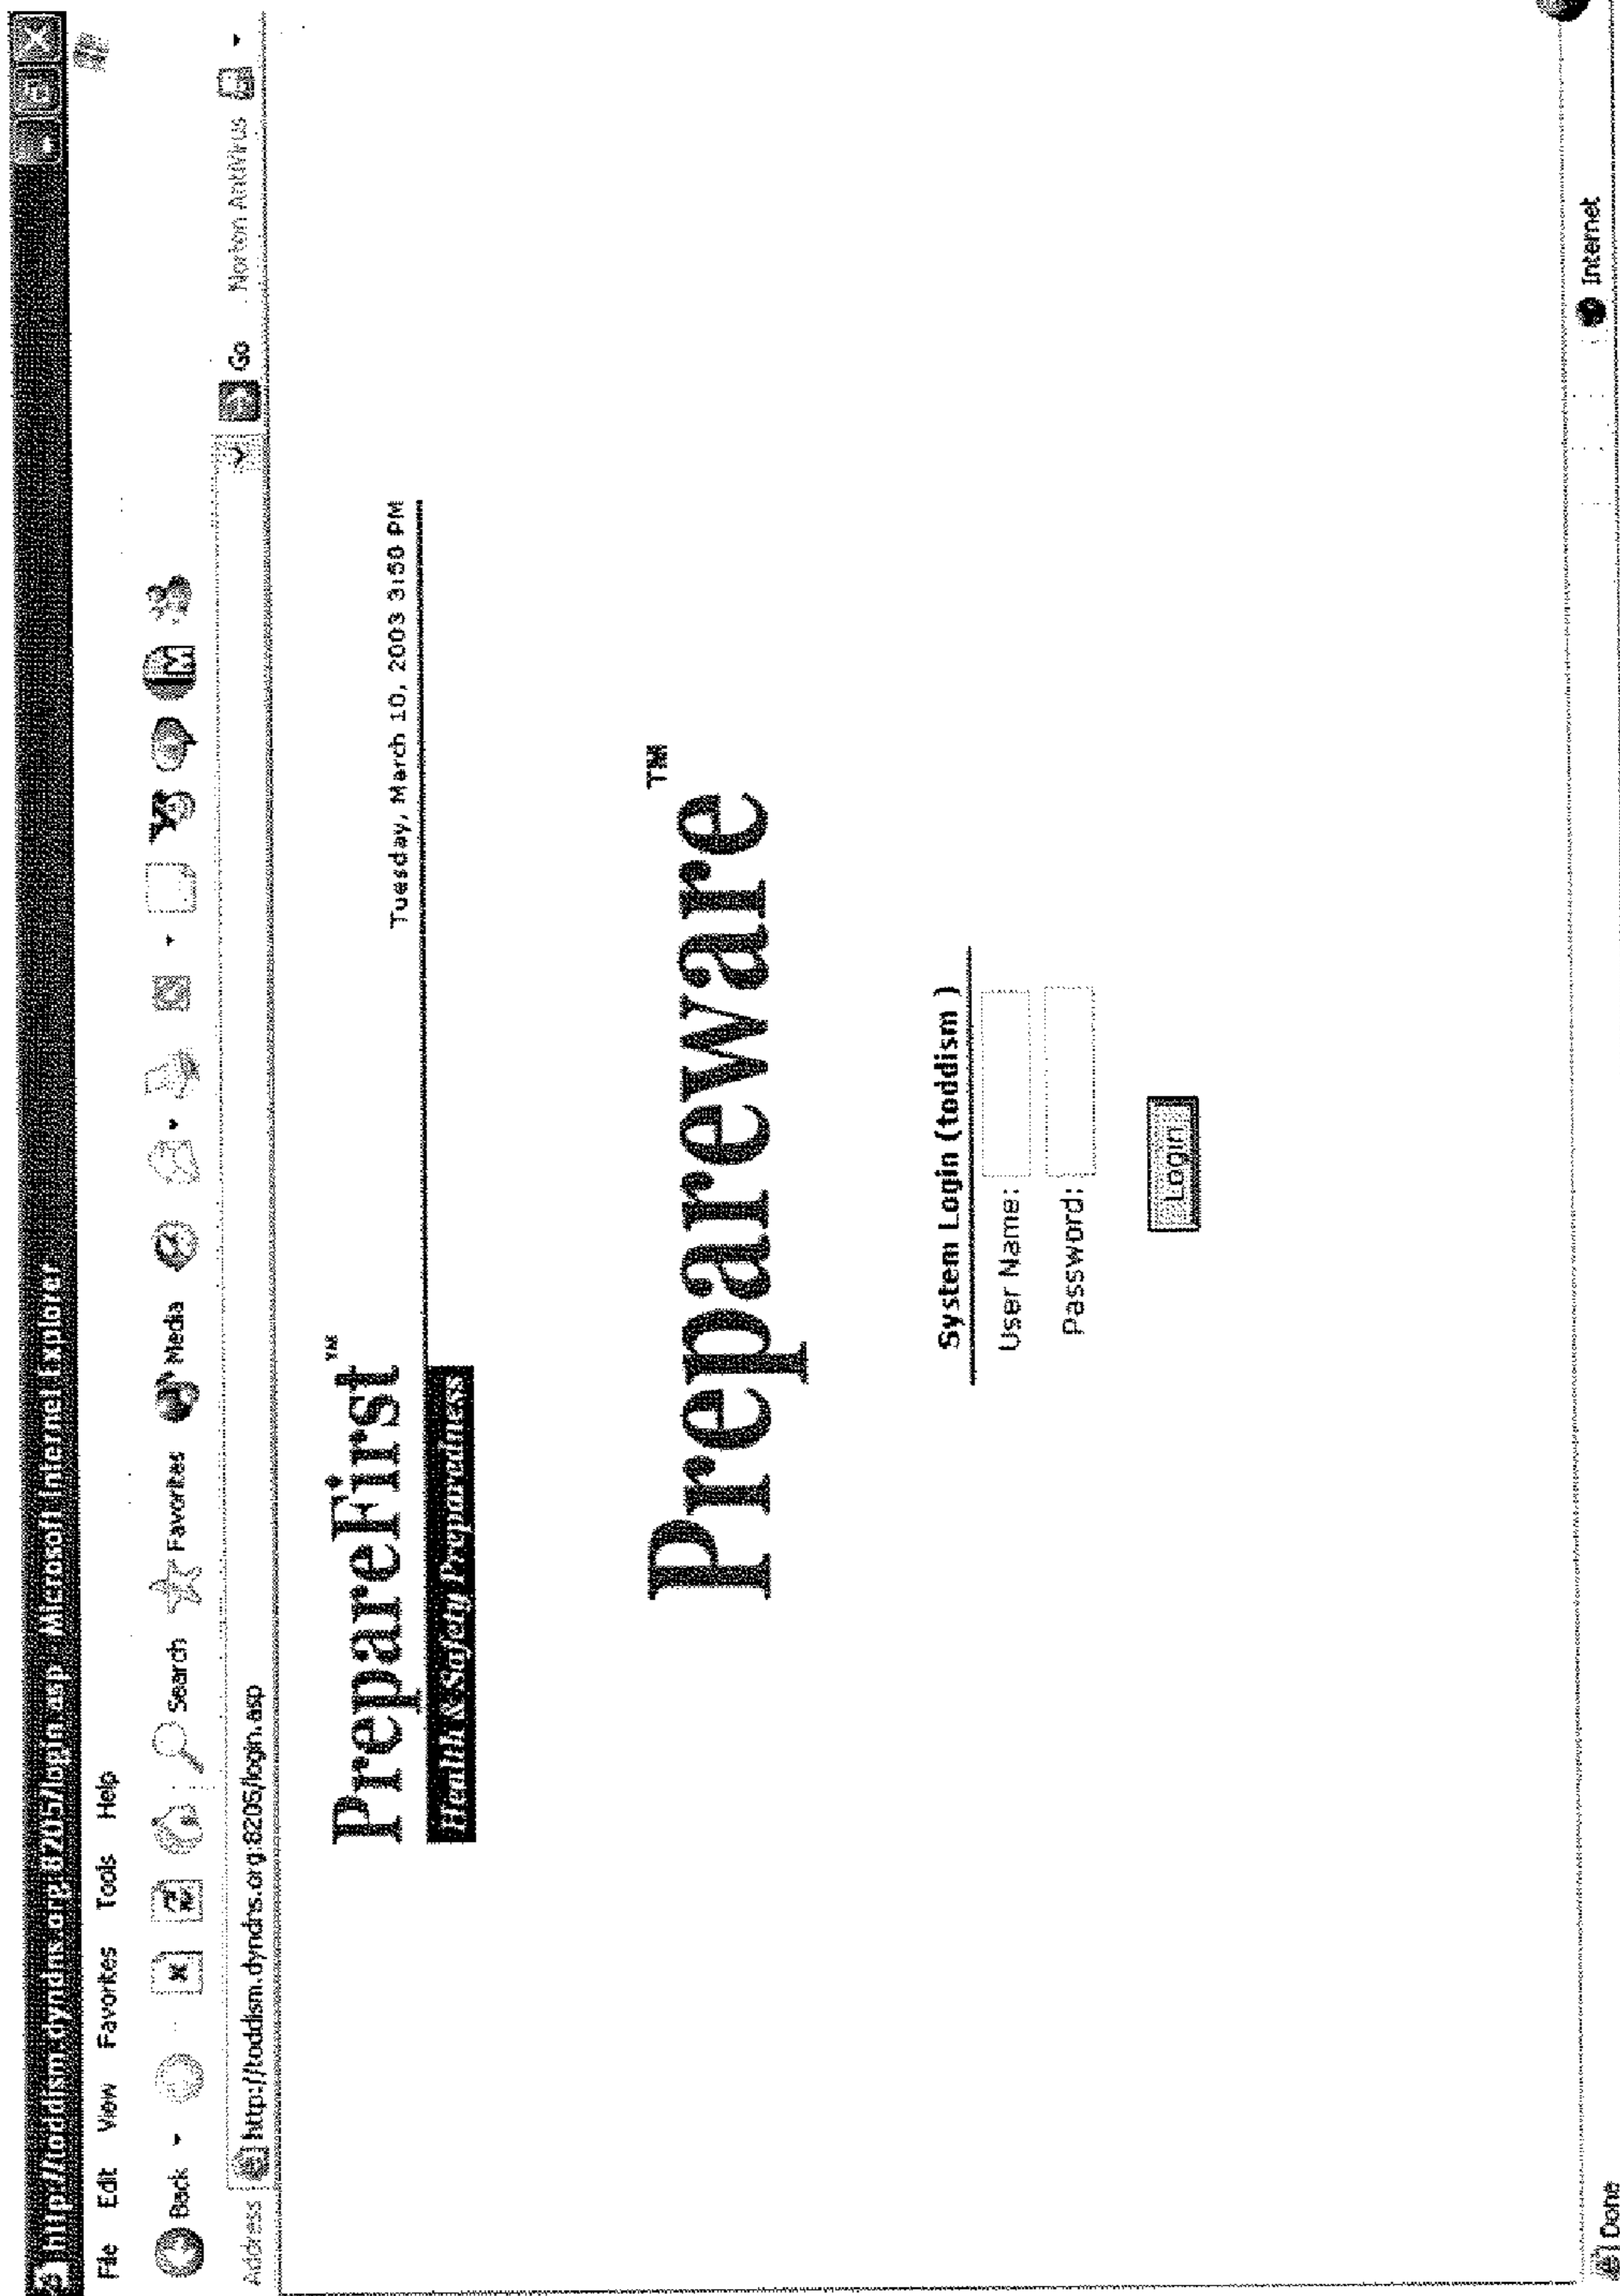 http://toddism.dyndns.org:8205/login.asp - Microsoft Internet Explorer
File Edit View Favorites Tools Help
Back Search Favorites Media
Address http://toddism.dyndns.org:8205/login.asp Go Norton AntiVirus
PrepareFirst™
Tuesday, March 10, 2003 3:50 PM
Health & Safety Preparedness
Prepareware™
System Login (toddism )
User Name:
Password:
Login
Done Internet